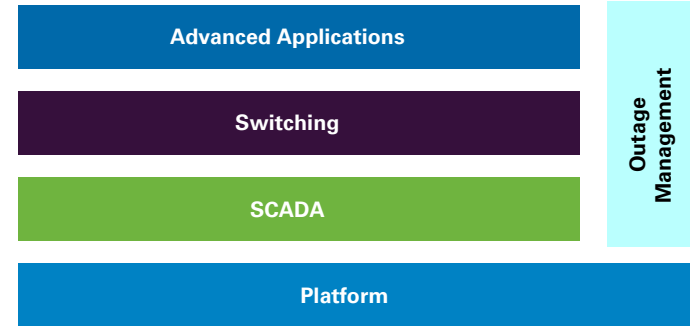 Advanced Applications
Switching
SCADA
Platform
Outage
Management